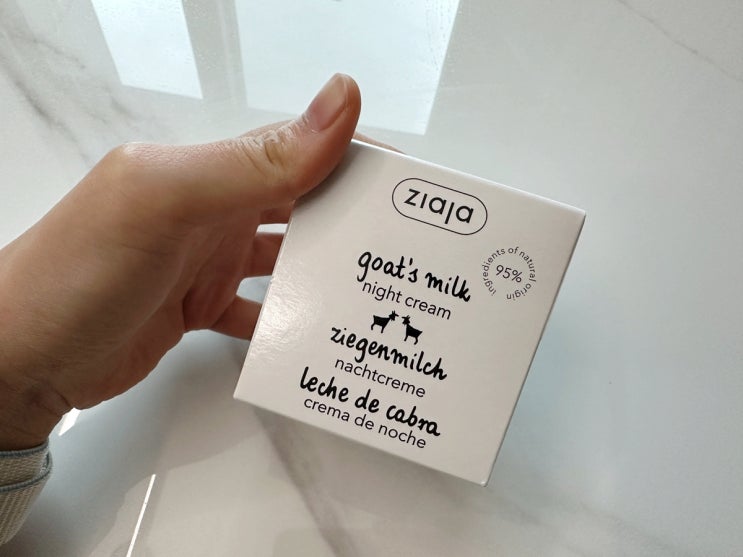 ziaja
goat's milk
night cream
ingredients of natural origin
95%
ziegenmilch
nachtcreme
leche de cabra
crema de noche